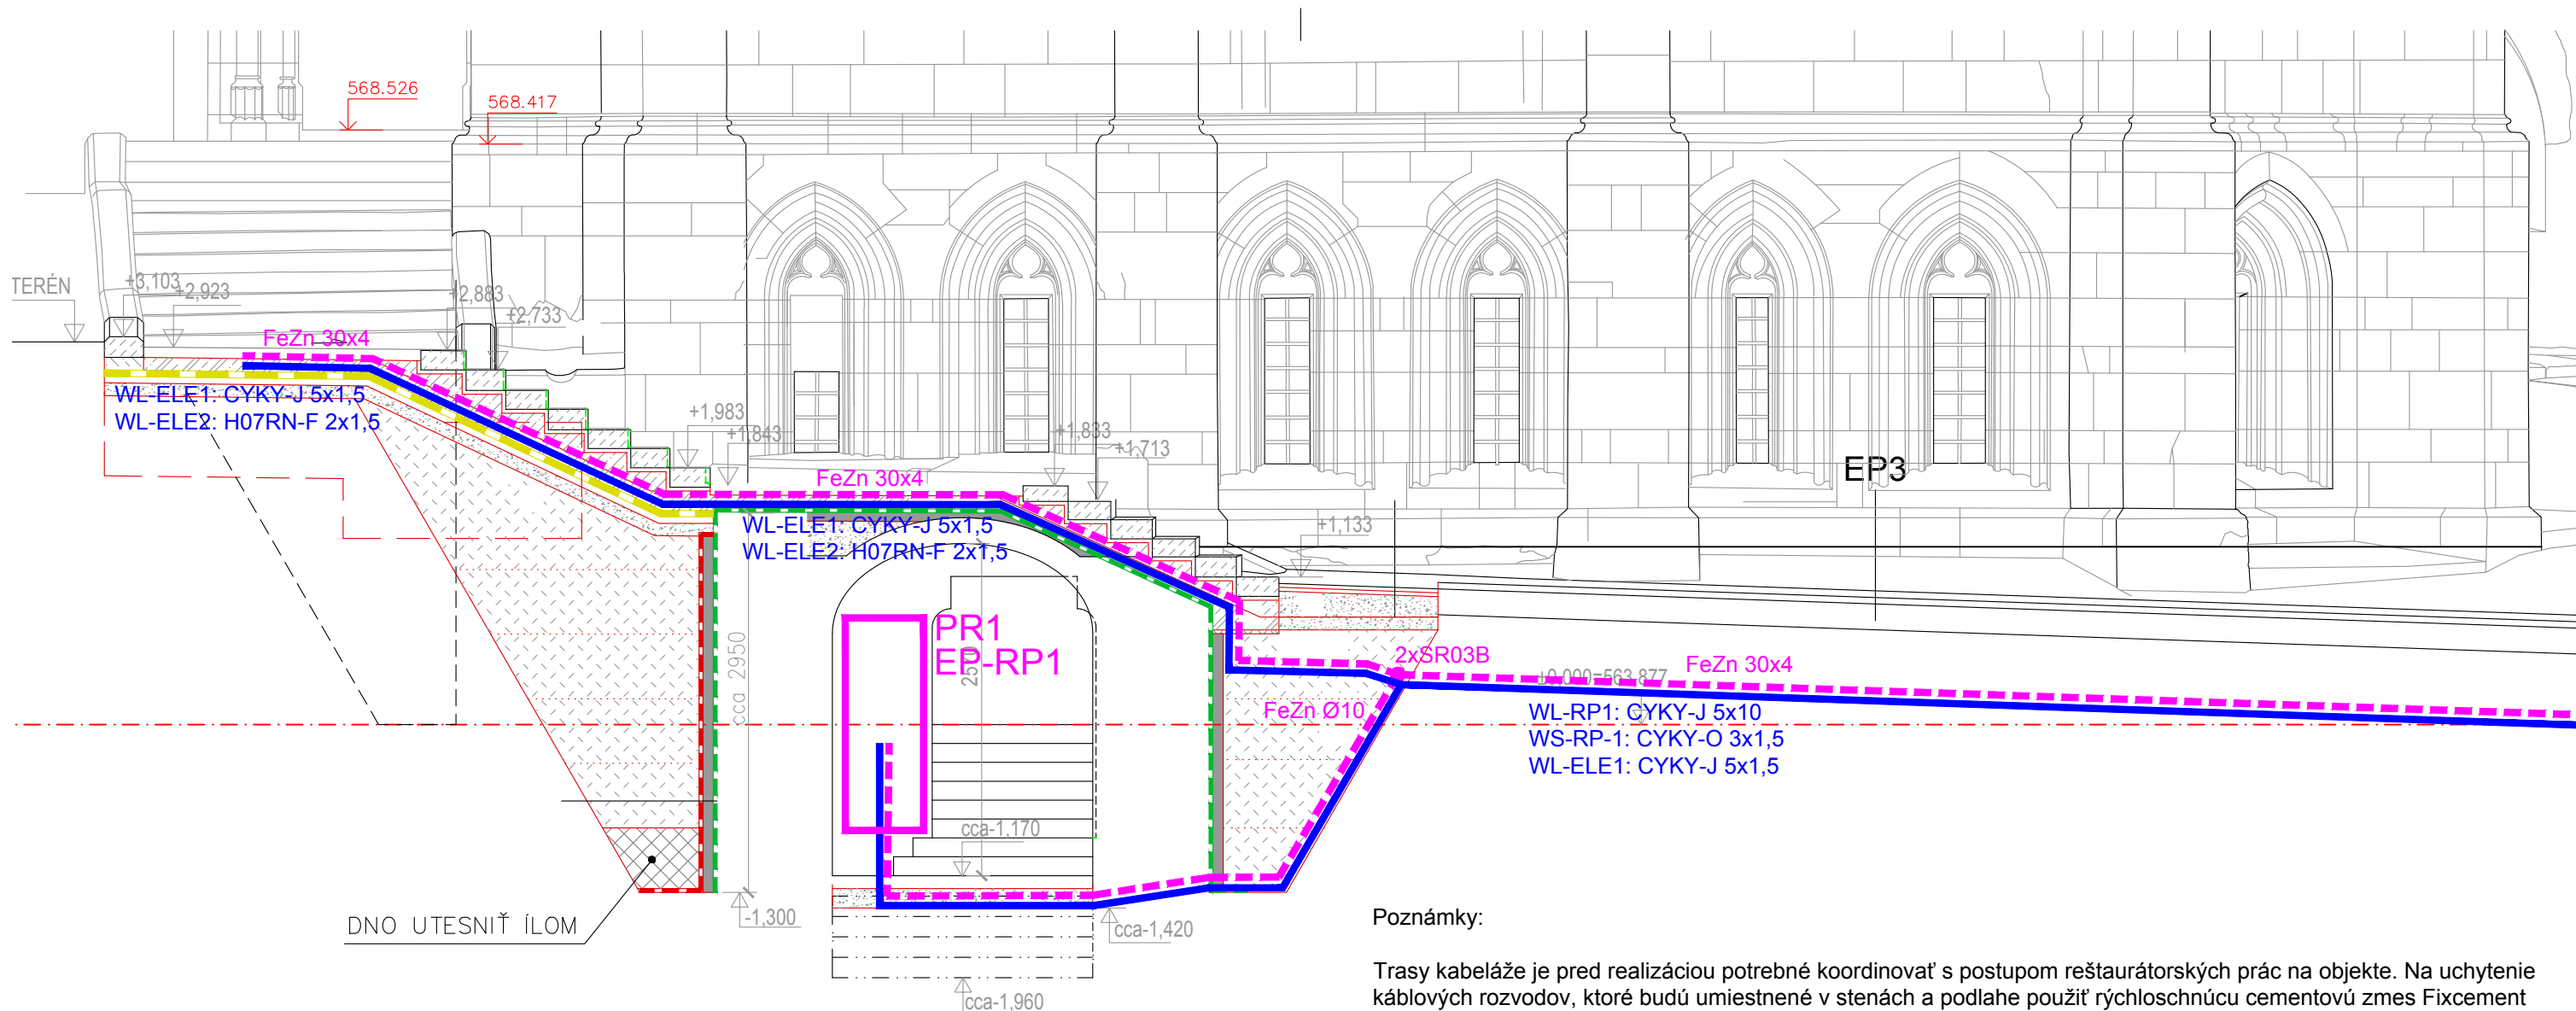 568.526
568.417
TERÉN
+3,103
+2,923
+2,883
+2,733
FeZn 30x4
WL-ELE1: CYKY-J 5x1,5
WL-ELE2: H07RN-F 2x1,5
+1,983
+1,843
+1,833
+1,713
EP3
FeZn 30x4
WL-ELE1: CYKY-J 5x1,5
WL-ELE2: H07RN-F 2x1,5
+1,133
PR1
EP-RP1
cca 2950
2xSR03B
FeZn 30x4
±0,000=563,877
FeZn Ø10
WL-RP1: CYKY-J 5x10
WS-RP-1: CYKY-O 3x1,5
WL-ELE1: CYKY-J 5x1,5
cca-1,170
DNO UTESNIŤ ÍLOM
-1,300
cca-1,420
cca-1,960
Poznámky:
Trasy kabeláže je pred realizáciou potrebné koordinovať s postupom reštaurátorských prác na objekte. Na uchytenie
káblových rozvodov, ktoré budú umiestnené v stenách a podlahe použiť rýchloschnúcu cementovú zmes Fixcement